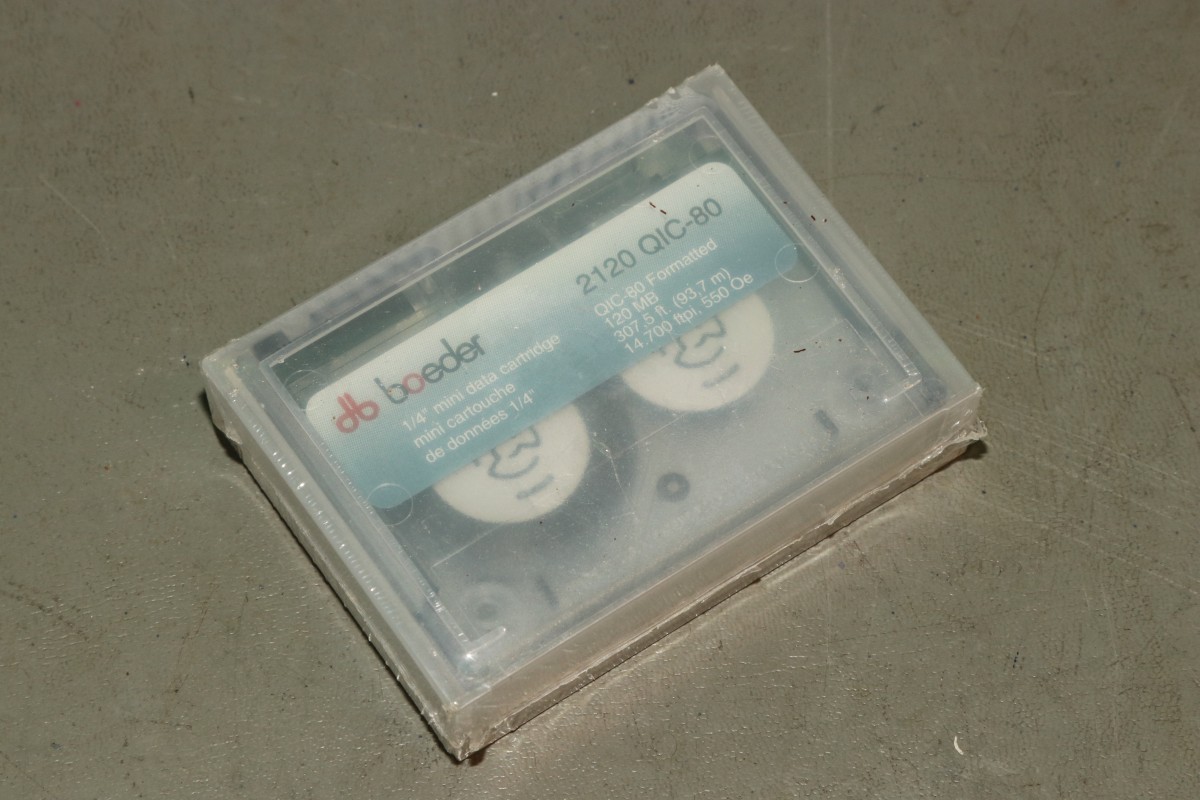 boeder
1/4" mini data cartridge
mini cartouche
de données 1/4"
2120 QIC-80
QIC-80 Formatted
120 MB
307.5 ft. (93,7 m)
14.700 ftpi, 550 Oe